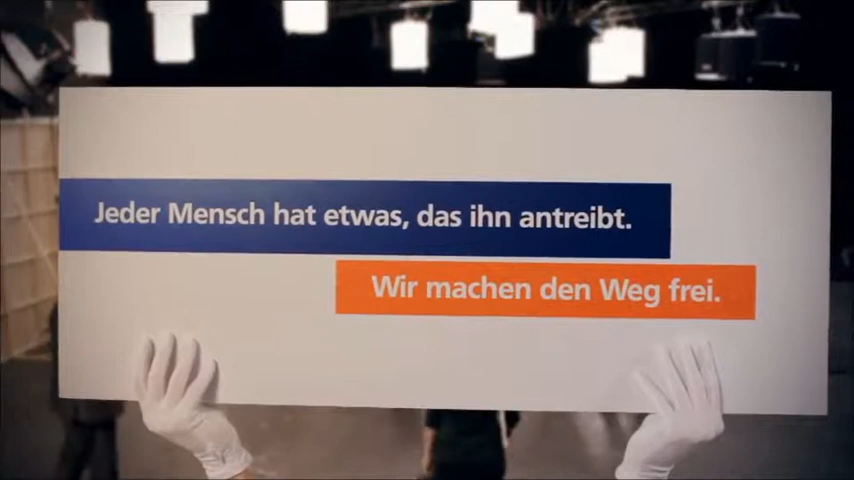 Jeder Mensch hat etwas, das ihn antreibt.
Wir machen den Weg frei.